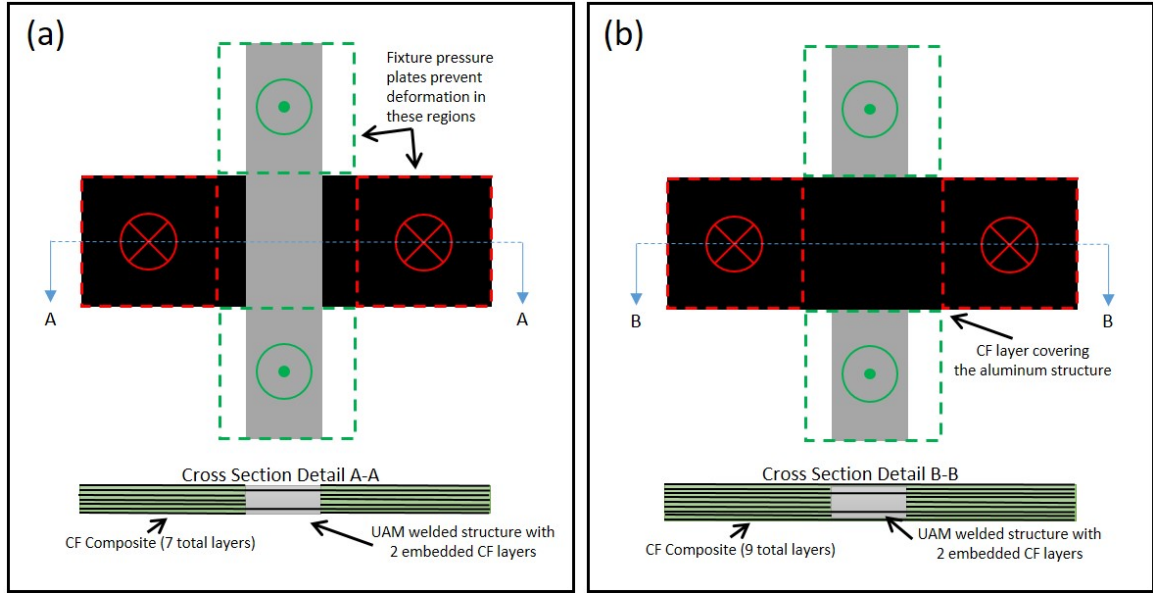 (a)
Fixture pressure
plates prevent
deformation in
these regions
A
A
Cross Section Detail A-A
CF Composite (7 total layers)
UAM welded structure with
2 embedded CF layers
(b)
B
B
CF layer covering
the aluminum structure
Cross Section Detail B-B
CF Composite (9 total layers)
UAM welded structure with
2 embedded CF layers